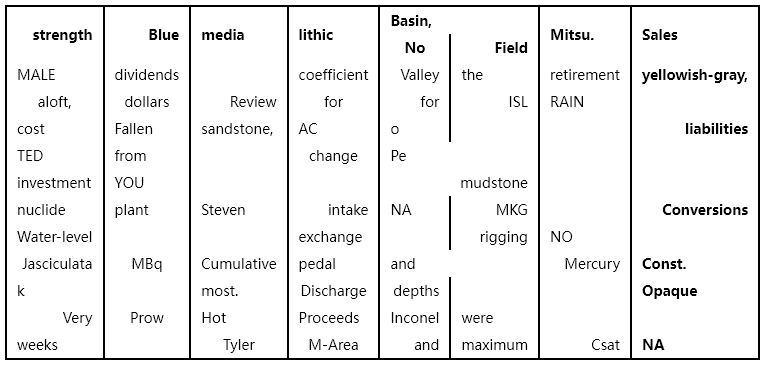 strength Blue media lithic Basin, Mitsu. Sales
No Field
MALE dividends coefficient Valley the retirement yellowish-gray,
aloft, dollars Review for for ISL RAIN
cost Fallen sandstone, AC o liabilities
TED from change Pe
investment YOU mudstone
nuclide plant Steven intake NA MKG Conversions
Water-level exchange rigging NO
Jasciculata MBq Cumulative pedal and Mercury Const.
k most. Discharge depths Opaque
Very Prow Hot Proceeds Inconel were
weeks Tyler M-Area and maximum Csat NA